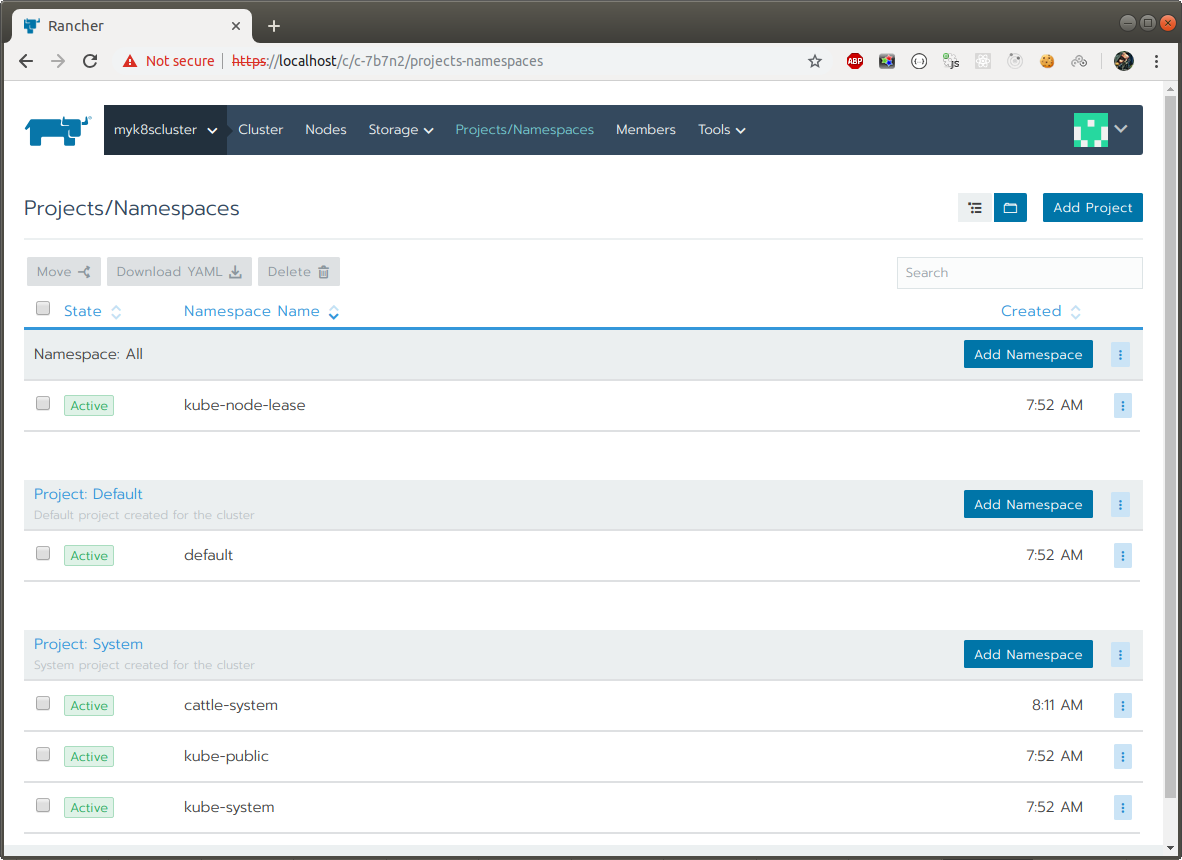 Rancher
Not secure https://localhost/c/c-7b7n2/projects-namespaces
ABP
JS
myk8scluster Cluster Nodes Storage Projects/Namespaces Members Tools
Projects/Namespaces
Add Project
Move Download YAML Delete Search
State Namespace Name Created
Namespace: All Add Namespace
Active kube-node-lease 7:52 AM
Project: Default
Default project created for the cluster
Add Namespace
Active default 7:52 AM
Project: System
System project created for the cluster
Add Namespace
Active cattle-system 8:11 AM
Active kube-public 7:52 AM
Active kube-system 7:52 AM